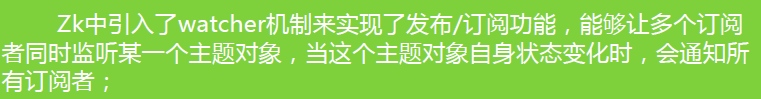 Zk中引入了watcher机制来实现了发布/订阅功能，能够让多个订阅
者同时监听某一个主题对象，当这个主题对象自身状态变化时，会通知所
有订阅者；